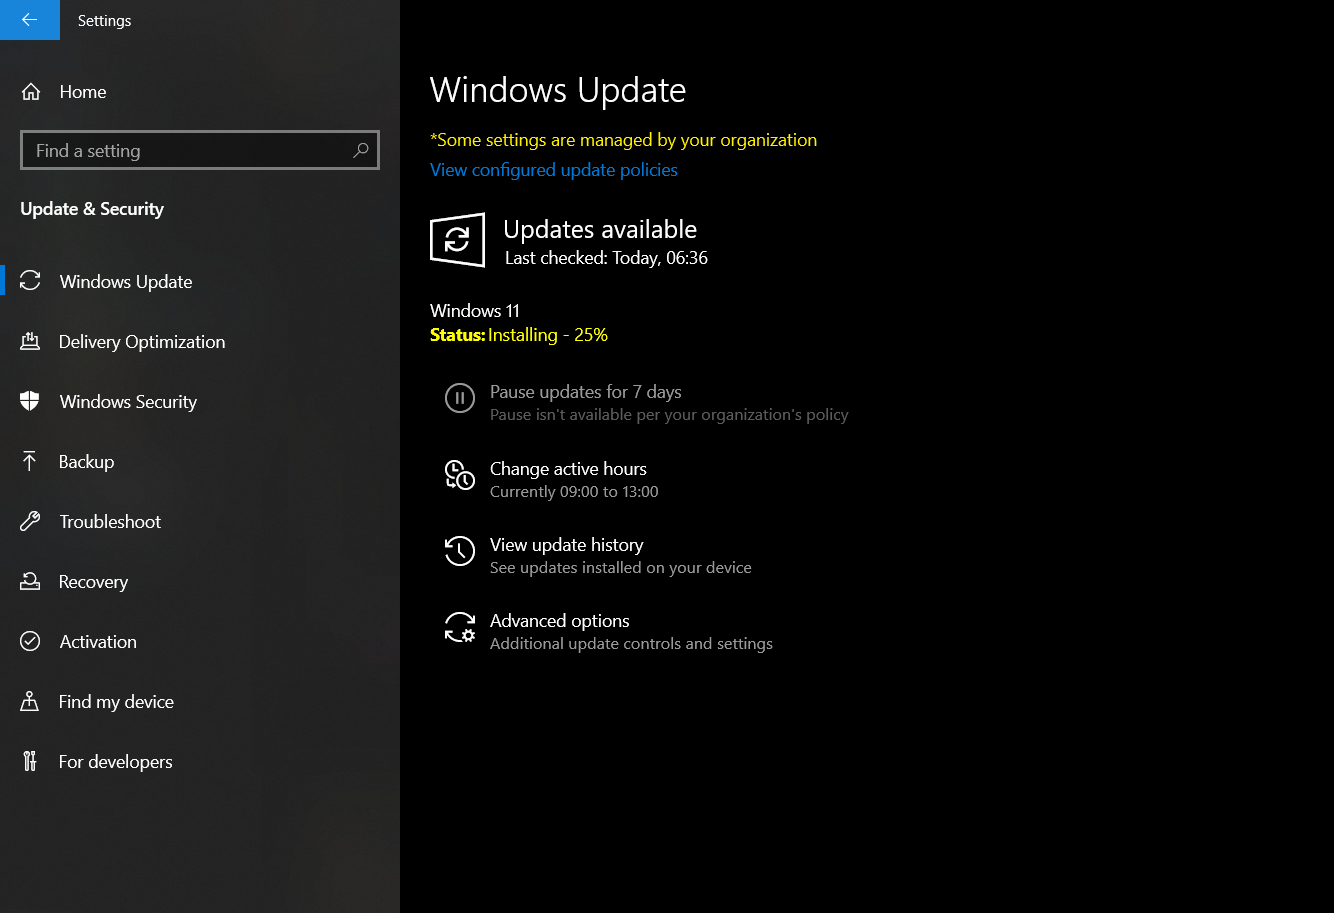 Settings
Home
Find a setting
Update & Security
Windows Update
Delivery Optimization
Windows Security
Backup
Troubleshoot
Recovery
Activation
Find my device
For developers
Windows Update
*Some settings are managed by your organization
View configured update policies
Updates available
Last checked: Today, 06:36
Windows 11
Status: Installing - 25%
Pause updates for 7 days
Pause isn't available per your organization's policy
Change active hours
Currently 09:00 to 13:00
View update history
See updates installed on your device
Advanced options
Additional update controls and settings